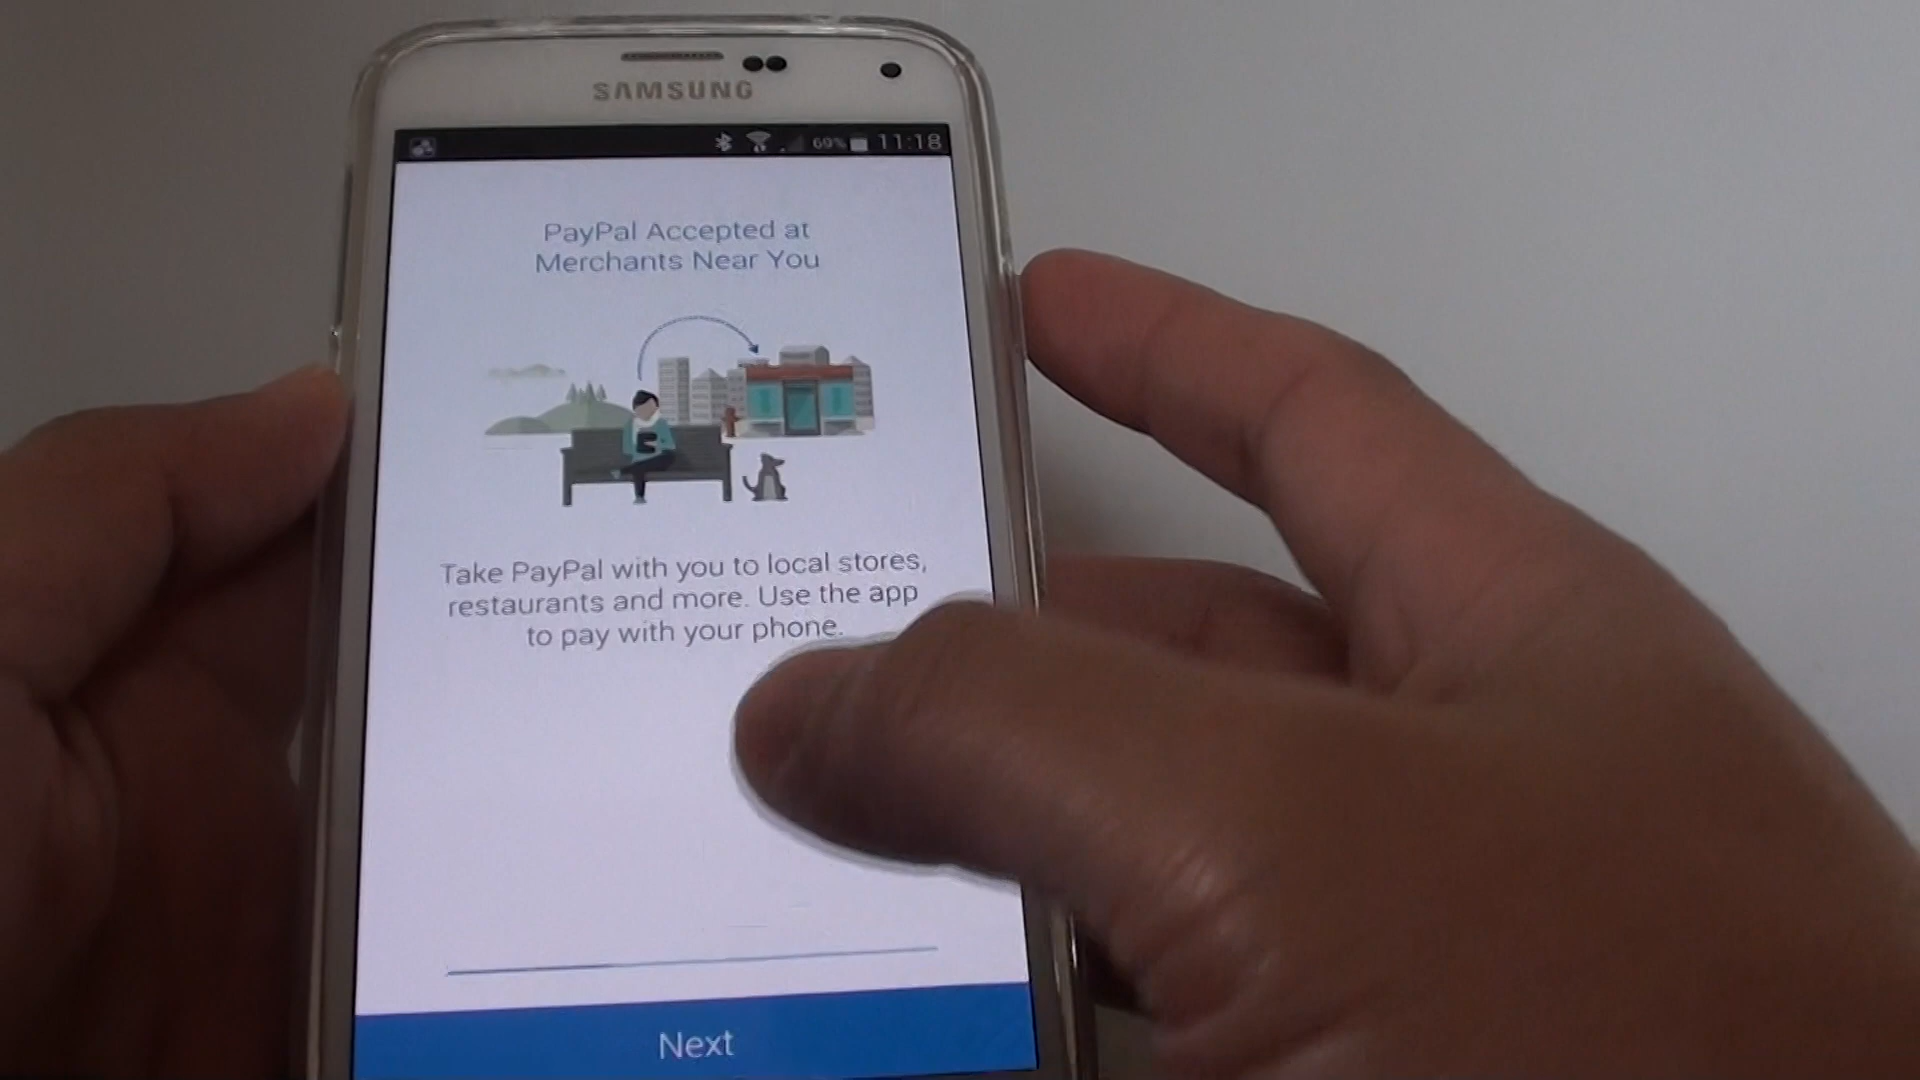 SAMSUNG
69% 11:18
PayPal Accepted at
Merchants Near You
Take PayPal with you to local stores,
restaurants and more. Use the app
to pay with your phone.
Next